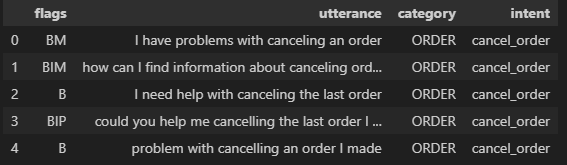 flags utterance category intent
0 BM I have problems with canceling an order ORDER cancel_order
1 BIM how can I find information about canceling ord... ORDER cancel_order
2 B I need help with canceling the last order ORDER cancel_order
3 BIP could you help me cancelling the last order I ... ORDER cancel_order
4 B problem with cancelling an order I made ORDER cancel_order